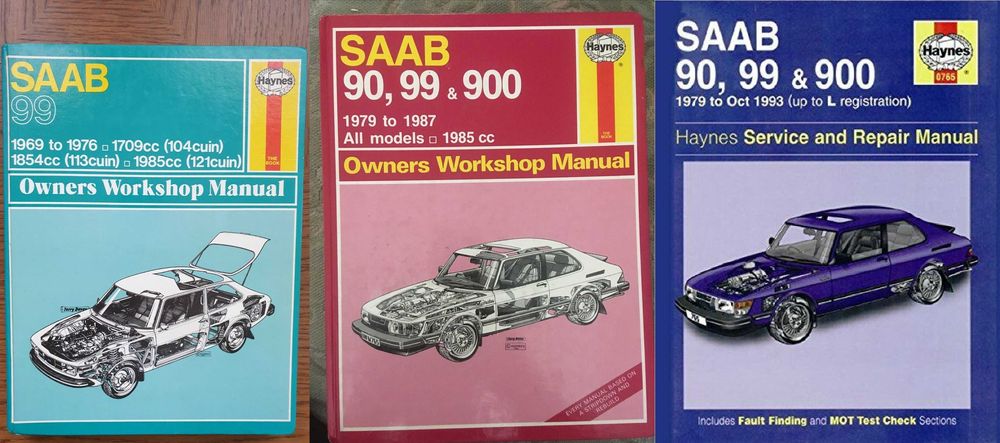 SAAB
99
Haynes
THE
BOOK
1969 to 1976 □ 1709cc (104cuin)
1854cc (113cuin) □ 1985cc (121cuin)
Owners Workshop Manual
SAAB
90, 99 & 900
Haynes
®
1979 to 1987
All models □ 1985 cc
THE
BOOK
Owners Workshop Manual
EVERY MANUAL BASED ON
A STRIPDOWN AND
REBUILD
SAAB
90, 99 & 900
Haynes
®
0765
1979 to Oct 1993 (up to L registration)
Haynes Service and Repair Manual
Includes Fault Finding and MOT Test Check Sections